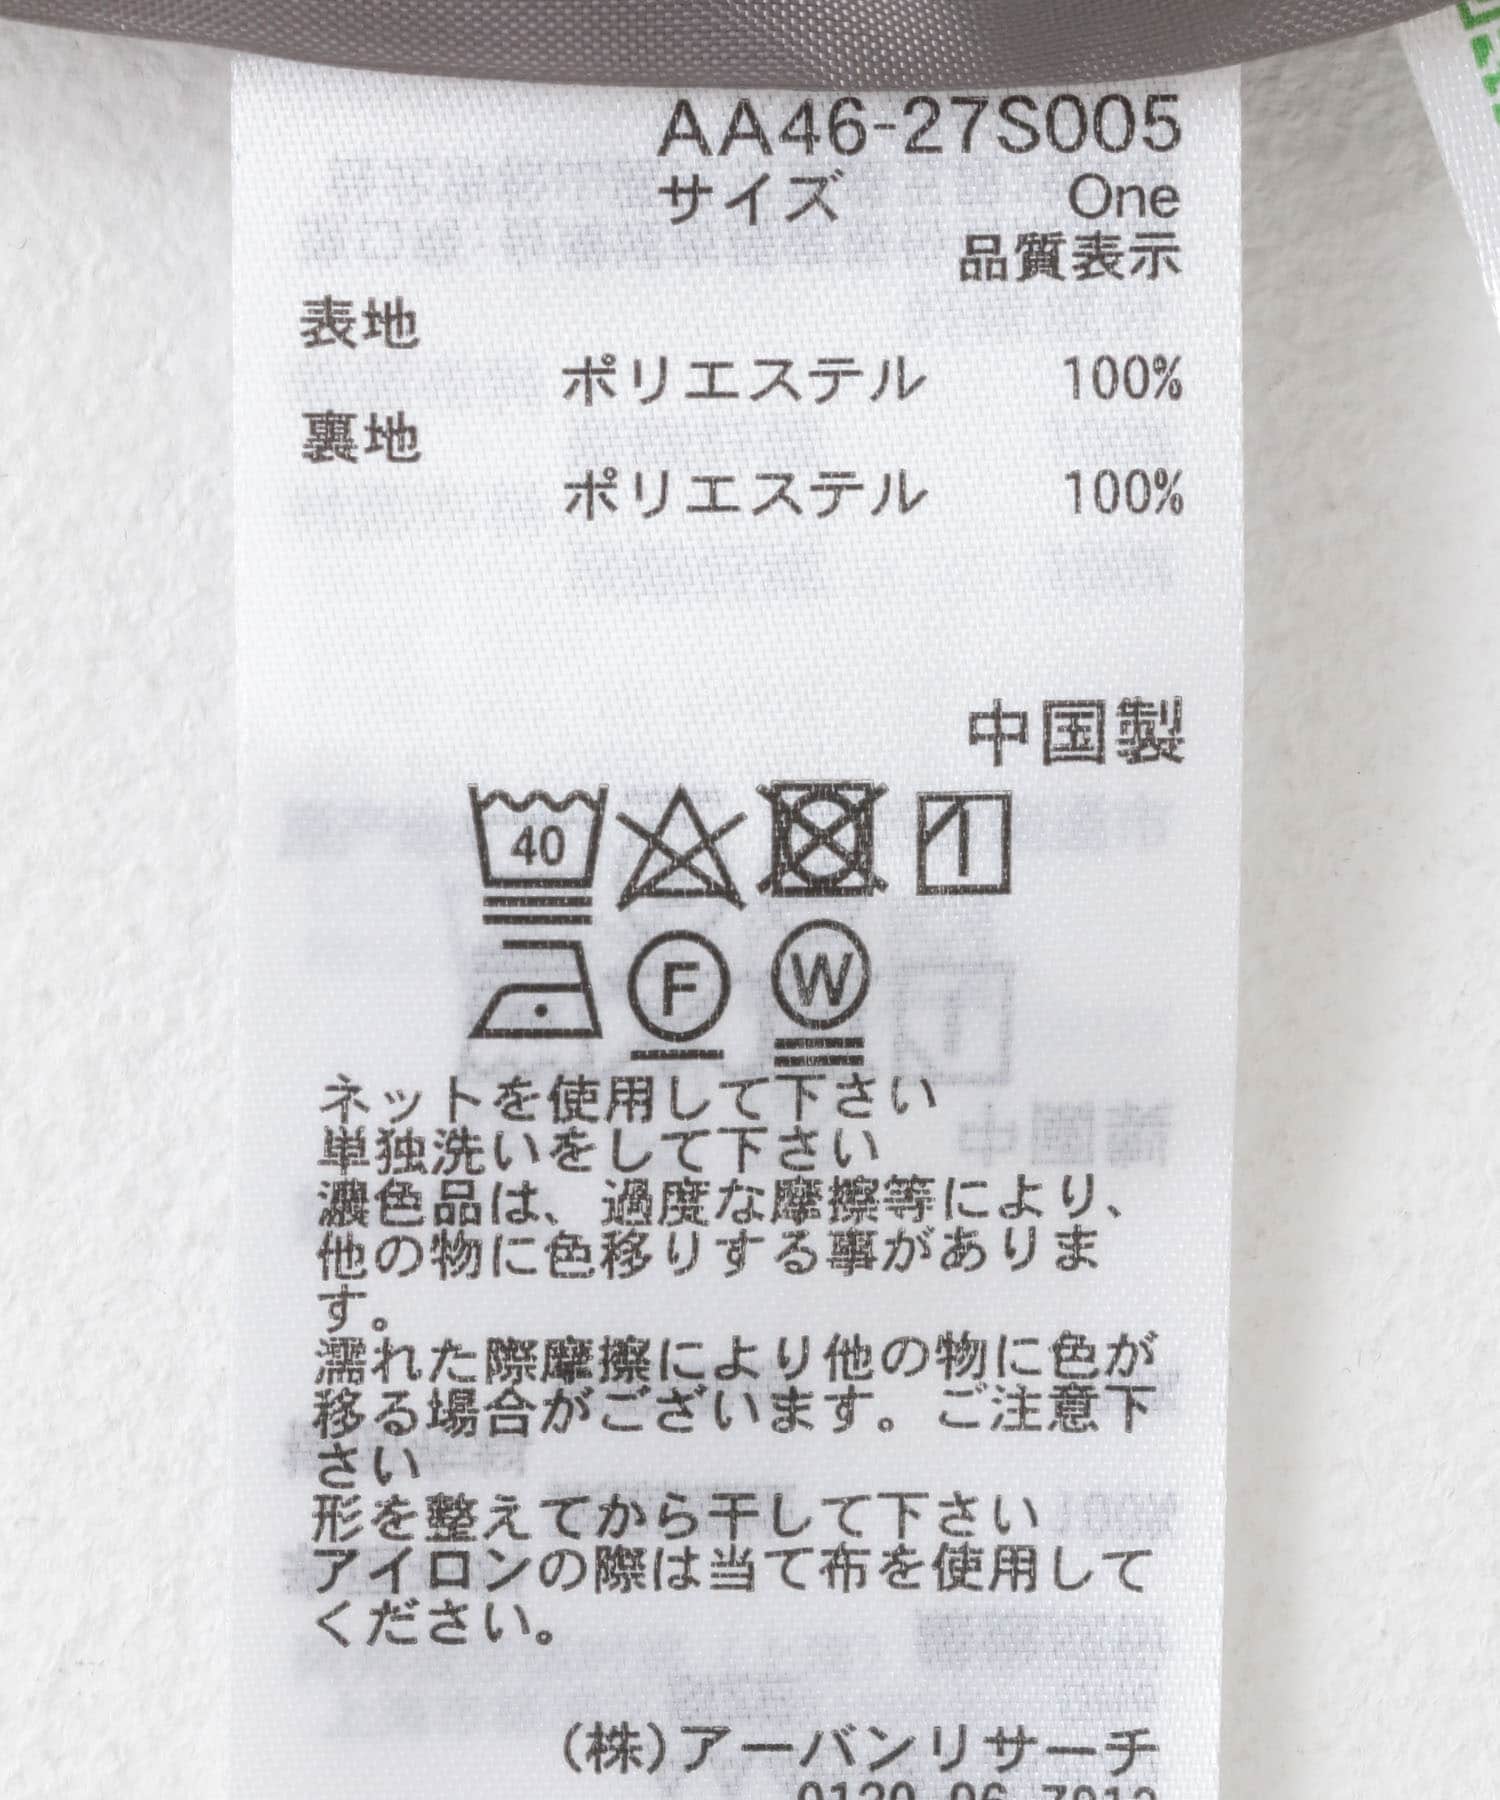 AA46-27S005
サイズ One
品質表示
表地
ポリエステル 100%
裏地
ポリエステル 100%
中国製
40
F W
ネットを使用して下さい
単独洗いをして下さい
濃色品は、過度な摩擦等により、
他の物に色移りする事がありま
す。
濡れた際摩擦により他の物に色が
移る場合がございます。ご注意下
さい
形を整えてから干して下さい
アイロンの際は当て布を使用して
ください。
(株)アーバンリサーチ